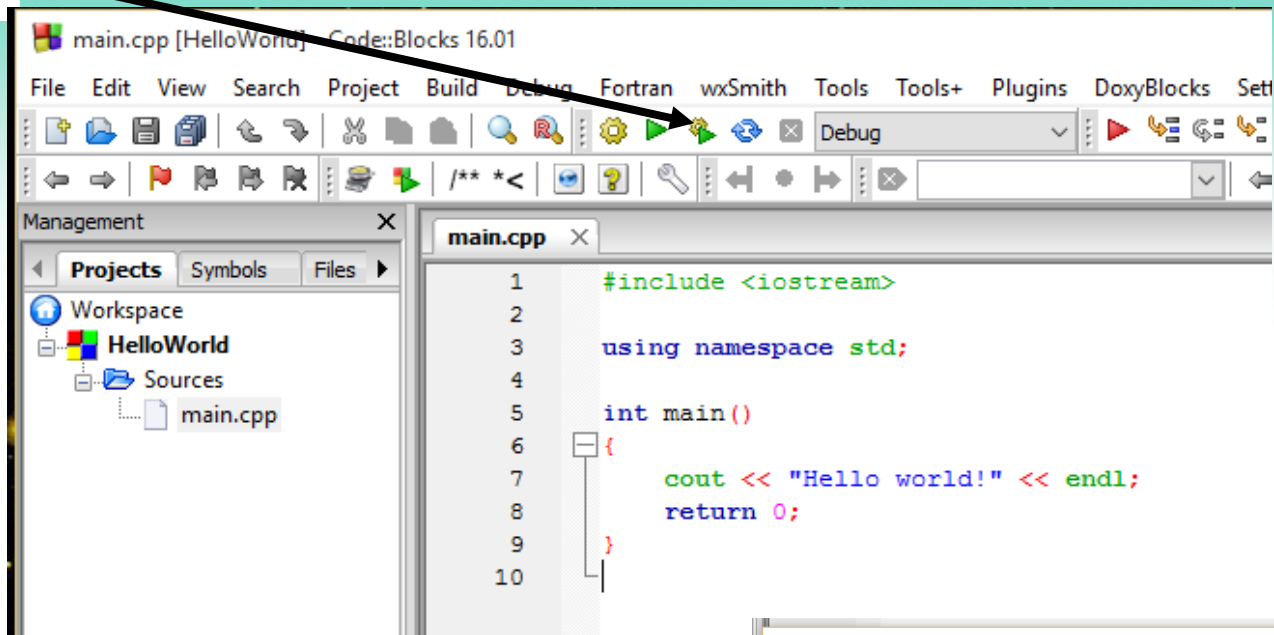 main.cpp [HelloWorld] - Code::Blocks 16.01
File Edit View Search Project Build Debug Fortran wxSmith Tools Tools+ Plugins DoxyBlocks Sett
Debug
/** *<
Management
main.cpp
Projects Symbols Files
Workspace
HelloWorld
Sources
main.cpp
1 #include <iostream>
2
3 using namespace std;
4
5 int main()
6 {
7 cout << "Hello world!" << endl;
8 return 0;
9 }
10